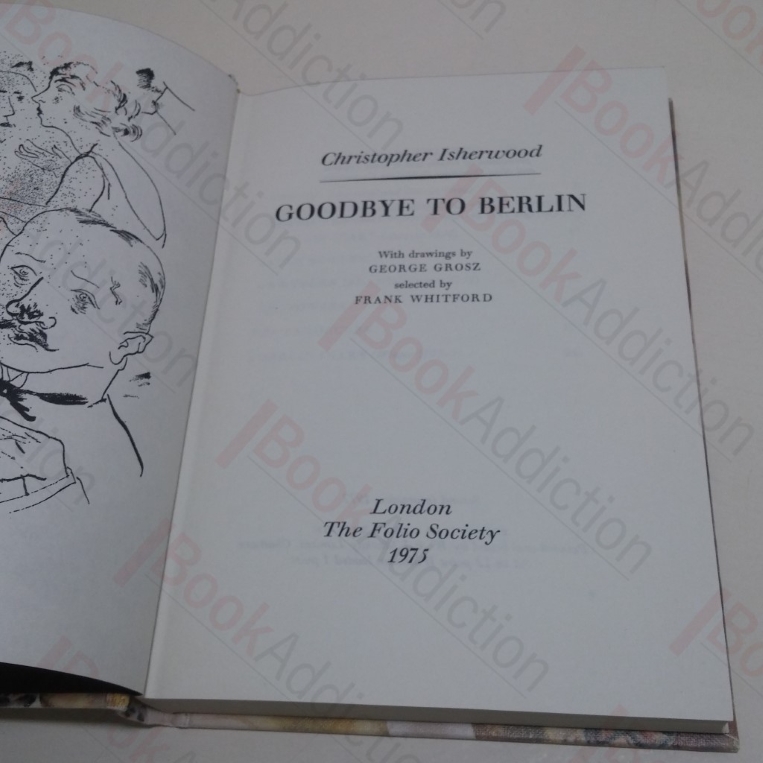 Christopher Isherwood
GOODBYE TO BERLIN
With drawings by
GEORGE GROSZ
selected by
FRANK WHITFORD
London
The Folio Society
1975
BookAddiction